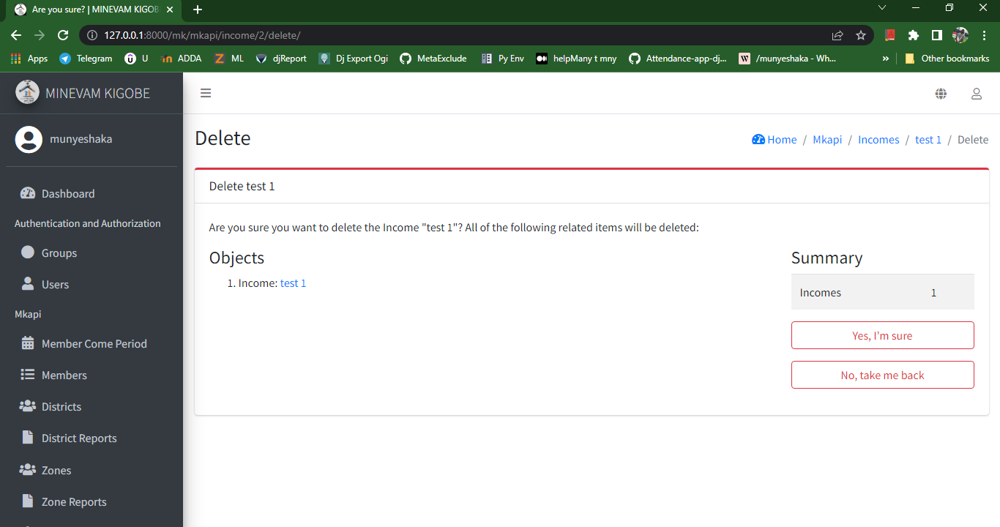 Are you sure? | MINEVAM KIGOB
127.0.0.1:8000/mk/mkapi/income/2/delete/
Apps Telegram U ADDA ML djReport Dj Export Ogi MetaExclude Py Env helpMany t mny Attendance-app-dj... /munyeshaka - Wh... » Other bookmarks
MINEVAM KIGOBE
munyeshaka
Dashboard
Authentication and Authorization
Groups
Users
Mkapi
Member Come Period
Members
Districts
District Reports
Zones
Zone Reports
Delete
Home / Mkapi / Incomes / test 1 / Delete
Delete test 1
Are you sure you want to delete the Income "test 1"? All of the following related items will be deleted:
Objects
1. Income: test 1
Summary
Incomes 1
Yes, I’m sure
No, take me back